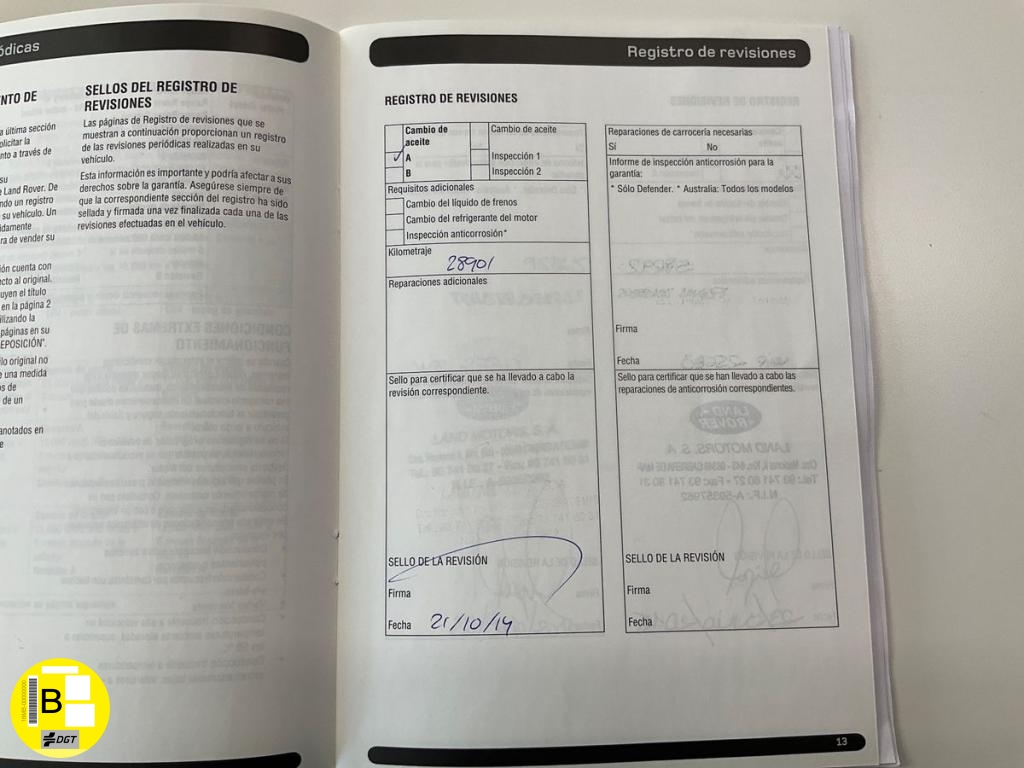 ódicas
NTO DE
a última sección
olicitar la
nto a través de
su
e Land Rover. De
ndo un registro
su vehículo. Un
idamente
ra de vender su
ión cuenta con
ecto al original.
uyen el título
en la página 2
ilizando la
páginas en su
EPOSICIÓN".
lo original no
e una medida
os de
de un
anotados en
e
SELLOS DEL REGISTRO DE
REVISIONES
Las páginas de Registro de revisiones que se
muestran a continuación proporcionan un registro
de las revisiones periódicas realizadas en su
vehículo.
Esta información es importante y podría afectar a sus
derechos sobre la garantía. Asegúrese siempre de
que la correspondiente sección del registro ha sido
sellada y firmada una vez finalizada cada una de las
revisiones efectuadas en el vehículo.
Registro de revisiones
REGISTRO DE REVISIONES
Cambio de
aceite
A
B
Cambio de aceite
Inspección 1
Inspección 2
Requisitos adicionales
Cambio del líquido de frenos
Cambio del refrigerante del motor
Inspección anticorrosión*
Kilometraje
28901
Reparaciones adicionales
Sello para certificar que se ha llevado a cabo la
revisión correspondiente.
SELLO DE LA REVISIÓN
Firma
Fecha 21/10/14
Reparaciones de carrocería necesarias
Sí No
Informe de inspección anticorrosión para la
garantía:
* Sólo Defender. * Australia: Todos los modelos
Firma
Fecha
Sello para certificar que se han llevado a cabo las
reparaciones de anticorrosión correspondientes.
SELLO DE LA REVISIÓN
Firma
Fecha
13
B
DGT